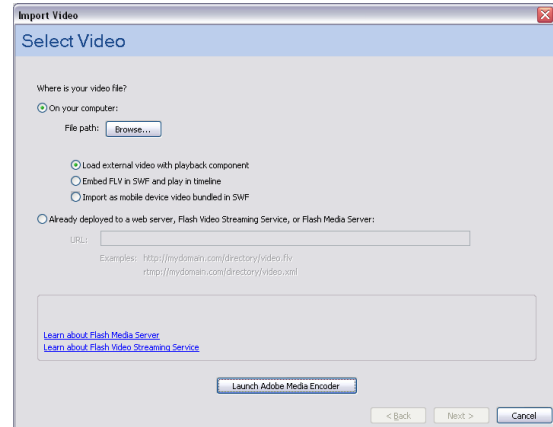 Import Video
Select Video
Where is your video file?
On your computer:
File path: Browse...
Load external video with playback component
Embed FLV in SWF and play in timeline
Import as mobile device video bundled in SWF
Already deployed to a web server, Flash Video Streaming Service, or Flash Media Server:
URL:
Examples: http://mydomain.com/directory/video.flv
rtmp://mydomain.com/directory/video.xml
Learn about Flash Media Server
Learn about Flash Video Streaming Service
Launch Adobe Media Encoder
< Back Next > Cancel